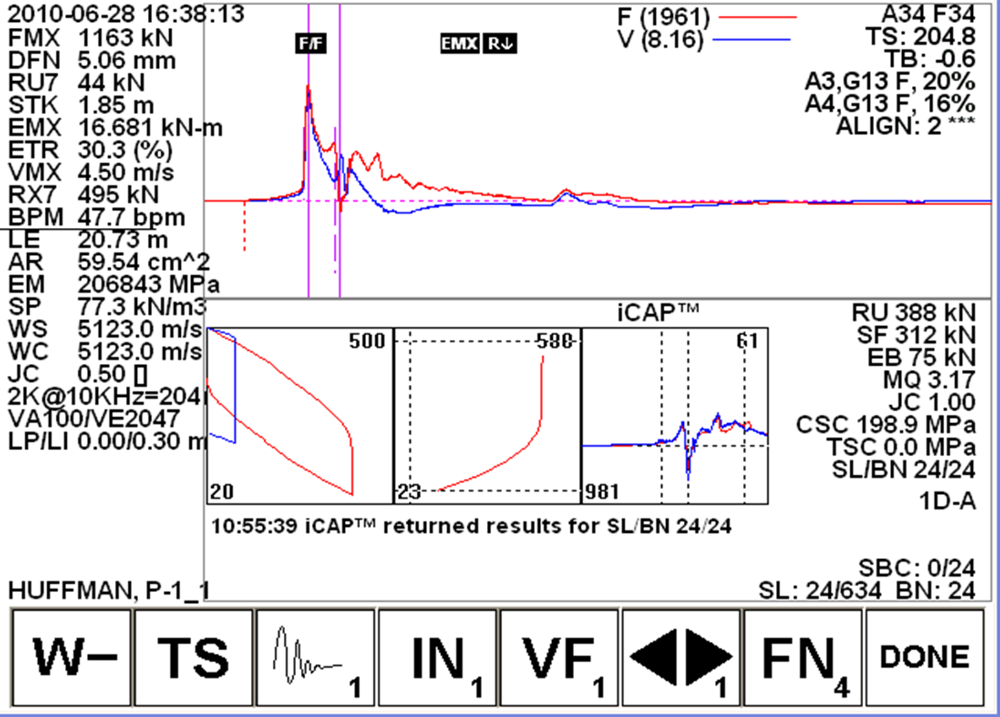 2010-06-28 16:38:13
FMX 1163 kN
DFN 5.06 mm
RU7 44 kN
STK 1.85 m
EMX 16.681 kN-m
ETR 30.3 (%)
VMX 4.50 m/s
RX7 495 kN
BPM 47.7 bpm
LE 20.73 m
AR 59.54 cm^2
EM 206843 MPa
SP 77.3 kN/m3
WS 5123.0 m/s
WC 5123.0 m/s
JC 0.50 []
2K@10KHz=204
VA100/VE2047
LP/LI 0.00/0.30 m
HUFFMAN, P-1_1
F/F
EMX R↓
F (1961)
V (8.16)
A34 F34
TS: 204.8
TB: -0.6
A3,G13 F, 20%
A4,G13 F, 16%
ALIGN: 2 ***
iCAP™
500
20
580
23
61
981
RU 388 kN
SF 312 kN
EB 75 kN
MQ 3.17
JC 1.00
CSC 198.9 MPa
TSC 0.0 MPa
SL/BN 24/24
1D-A
10:55:39 iCAP™ returned results for SL/BN 24/24
SBC: 0/24
SL: 24/634 BN: 24
W–
TS
1
IN 1
VF 1
◀▶ 1
FN 4
DONE